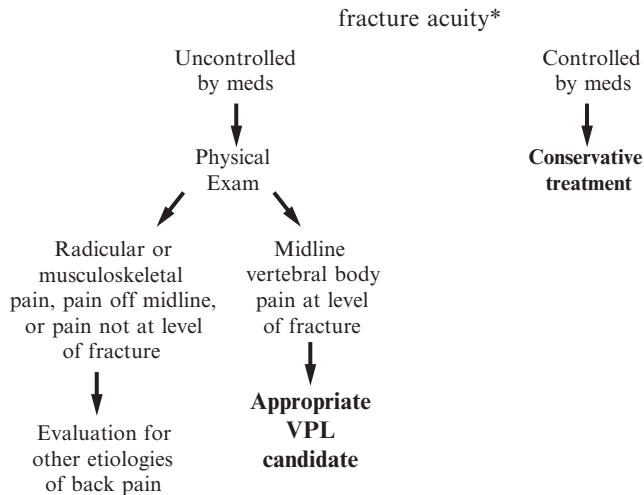 fracture acuity*
Uncontrolled
by meds
Controlled
by meds
Physical
Exam
Conservative
treatment
Radicular or
musculoskeletal
pain, pain off midline,
or pain not at level
of fracture
Midline
vertebral body
pain at level
of fracture
Evaluation for
other etiologies
of back pain
Appropriate
VPL
candidate